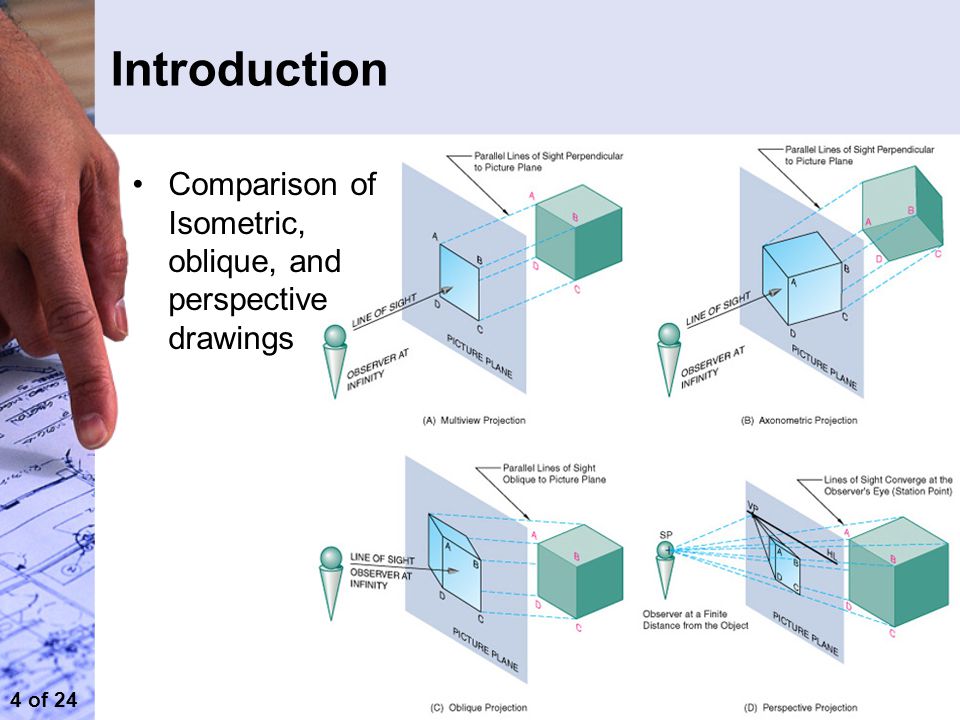 Introduction
• Comparison of
Isometric,
oblique, and
perspective
drawings
Parallel Lines of Sight Perpendicular
to Picture Plane
A
B
D
C
A
B
D
C
LINE OF SIGHT
OBSERVER AT
INFINITY
PICTURE PLANE
(A) Multiview Projection
Parallel Lines of Sight Perpendicular
to Picture Plane
A
B
D
C
A
B
D
C
LINE OF SIGHT
OBSERVER AT
INFINITY
PICTURE PLANE
(B) Axonometric Projection
Parallel Lines of Sight
Oblique to Picture Plane
A
B
D
C
A
B
D
C
LINE OF SIGHT
OBSERVER AT
INFINITY
PICTURE PLANE
(C) Oblique Projection
Lines of Sight Converge at the
Observer's Eye (Station Point)
VP
SP
HL
A
B
D
C
A
B
D
C
Observer at a Finite
Distance from the Object
PICTURE PLANE
(D) Perspective Projection
4 of 24